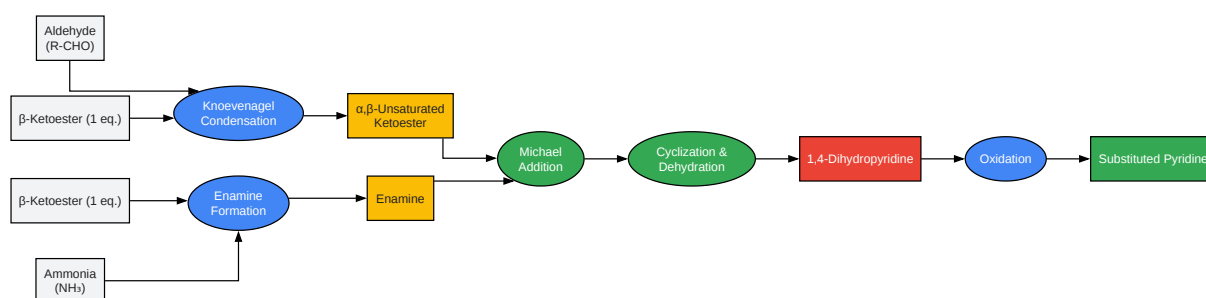 Aldehyde
(R-CHO)
β-Ketoester (1 eq.)
Knoevenagel
Condensation
α,β-Unsaturated
Ketoester
β-Ketoester (1 eq.)
Ammonia
(NH₃)
Enamine
Formation
Enamine
Michael
Addition
Cyclization &
Dehydration
1,4-Dihydropyridine
Oxidation
Substituted Pyridine